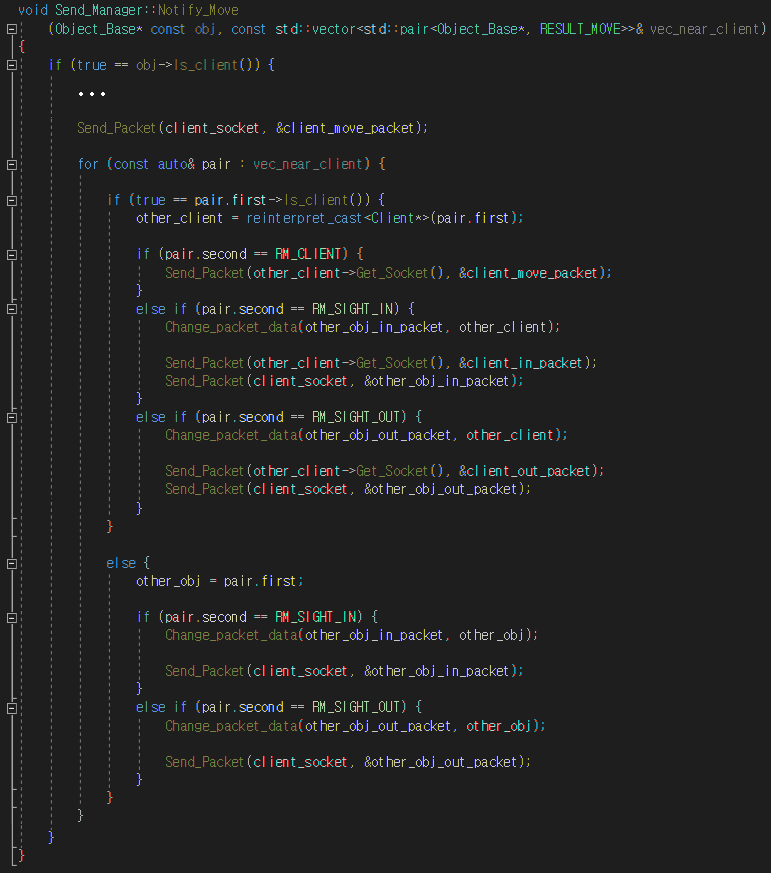 void Send_Manager::Notify_Move
(Object_Base* const obj, const std::vector<std::pair<Object_Base*, RESULT_MOVE>>& vec_near_client)
{
if (true == obj->Is_client()) {
...
Send_Packet(client_socket, &client_move_packet);
for (const auto& pair : vec_near_client) {
if (true == pair.first->Is_client()) {
other_client = reinterpret_cast<Client*>(pair.first);
if (pair.second == RM_CLIENT) {
Send_Packet(other_client->Get_Socket(), &client_move_packet);
}
else if (pair.second == RM_SIGHT_IN) {
Change_packet_data(other_obj_in_packet, other_client);
Send_Packet(other_client->Get_Socket(), &client_in_packet);
Send_Packet(client_socket, &other_obj_in_packet);
}
else if (pair.second == RM_SIGHT_OUT) {
Change_packet_data(other_obj_out_packet, other_client);
Send_Packet(other_client->Get_Socket(), &client_out_packet);
Send_Packet(client_socket, &other_obj_out_packet);
}
}
else {
other_obj = pair.first;
if (pair.second == RM_SIGHT_IN) {
Change_packet_data(other_obj_in_packet, other_obj);
Send_Packet(client_socket, &other_obj_in_packet);
}
else if (pair.second == RM_SIGHT_OUT) {
Change_packet_data(other_obj_out_packet, other_obj);
Send_Packet(client_socket, &other_obj_out_packet);
}
}
}
}
}